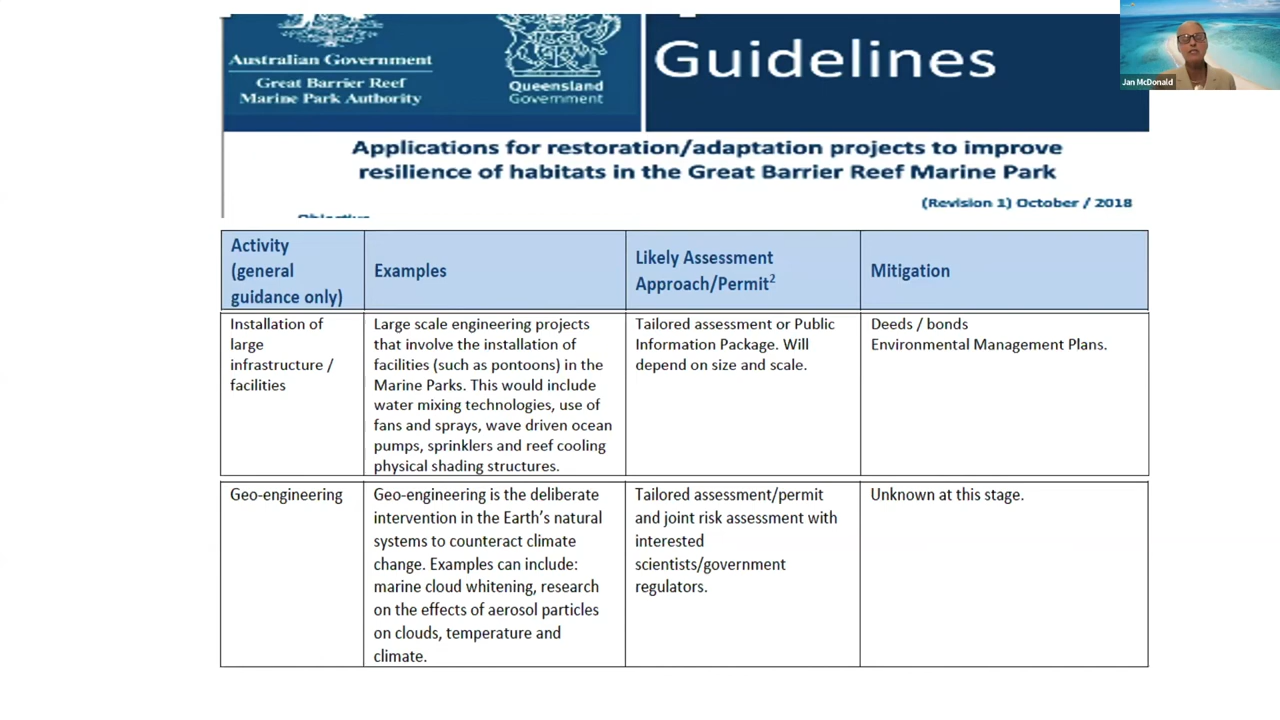 Australian Government
Great Barrier Reef
Marine Park Authority
Queensland
Government
Guidelines
Jan McDonald
Applications for restoration/adaptation projects to improve
resilience of habitats in the Great Barrier Reef Marine Park
(Revision 1) October / 2018
Objective
Activity
(general
guidance only)
Examples
Likely Assessment
Approach/Permit2
Mitigation
Installation of
large
infrastructure /
facilities
Large scale engineering projects
that involve the installation of
facilities (such as pontoons) in the
Marine Parks. This would include
water mixing technologies, use of
fans and sprays, wave driven ocean
pumps, sprinklers and reef cooling
physical shading structures.
Tailored assessment or Public
Information Package. Will
depend on size and scale.
Deeds / bonds
Environmental Management Plans.
Geo-engineering
Geo-engineering is the deliberate
intervention in the Earth's natural
systems to counteract climate
change. Examples can include:
marine cloud whitening, research
on the effects of aerosol particles
on clouds, temperature and
climate.
Tailored assessment/permit
and joint risk assessment with
interested
scientists/government
regulators.
Unknown at this stage.